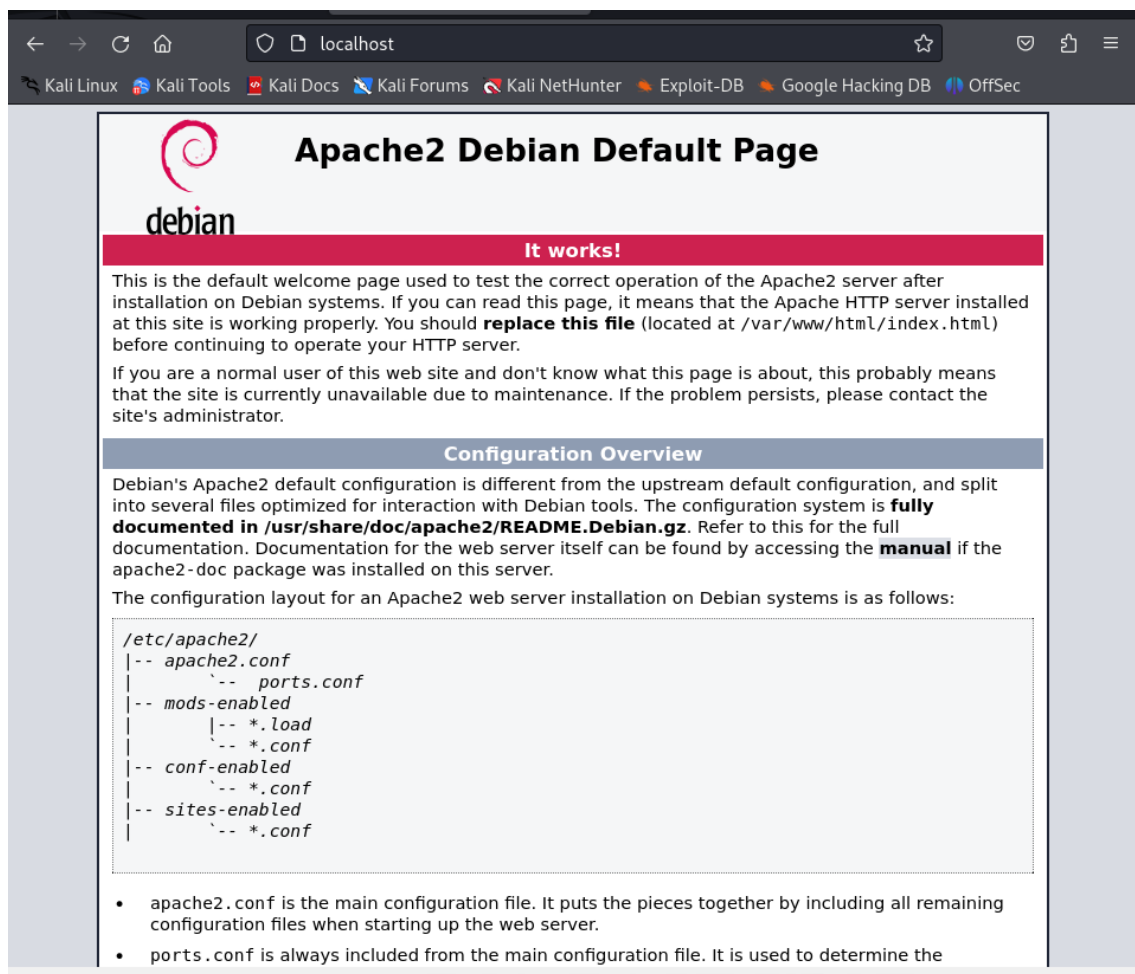 localhost
Kali Linux Kali Tools Kali Docs Kali Forums Kali NetHunter Exploit-DB Google Hacking DB OffSec
debian
Apache2 Debian Default Page
It works!
This is the default welcome page used to test the correct operation of the Apache2 server after
installation on Debian systems. If you can read this page, it means that the Apache HTTP server installed
at this site is working properly. You should replace this file (located at /var/www/html/index.html)
before continuing to operate your HTTP server.
If you are a normal user of this web site and don't know what this page is about, this probably means
that the site is currently unavailable due to maintenance. If the problem persists, please contact the
site's administrator.
Configuration Overview
Debian's Apache2 default configuration is different from the upstream default configuration, and split
into several files optimized for interaction with Debian tools. The configuration system is fully
documented in /usr/share/doc/apache2/README.Debian.gz. Refer to this for the full
documentation. Documentation for the web server itself can be found by accessing the manual if the
apache2-doc package was installed on this server.
The configuration layout for an Apache2 web server installation on Debian systems is as follows:
/etc/apache2/
|-- apache2.conf
|       `--  ports.conf
|-- mods-enabled
|       |-- *.load
|       `-- *.conf
|-- conf-enabled
|       `-- *.conf
|-- sites-enabled
|       `-- *.conf
• apache2.conf is the main configuration file. It puts the pieces together by including all remaining
configuration files when starting up the web server.
• ports.conf is always included from the main configuration file. It is used to determine the